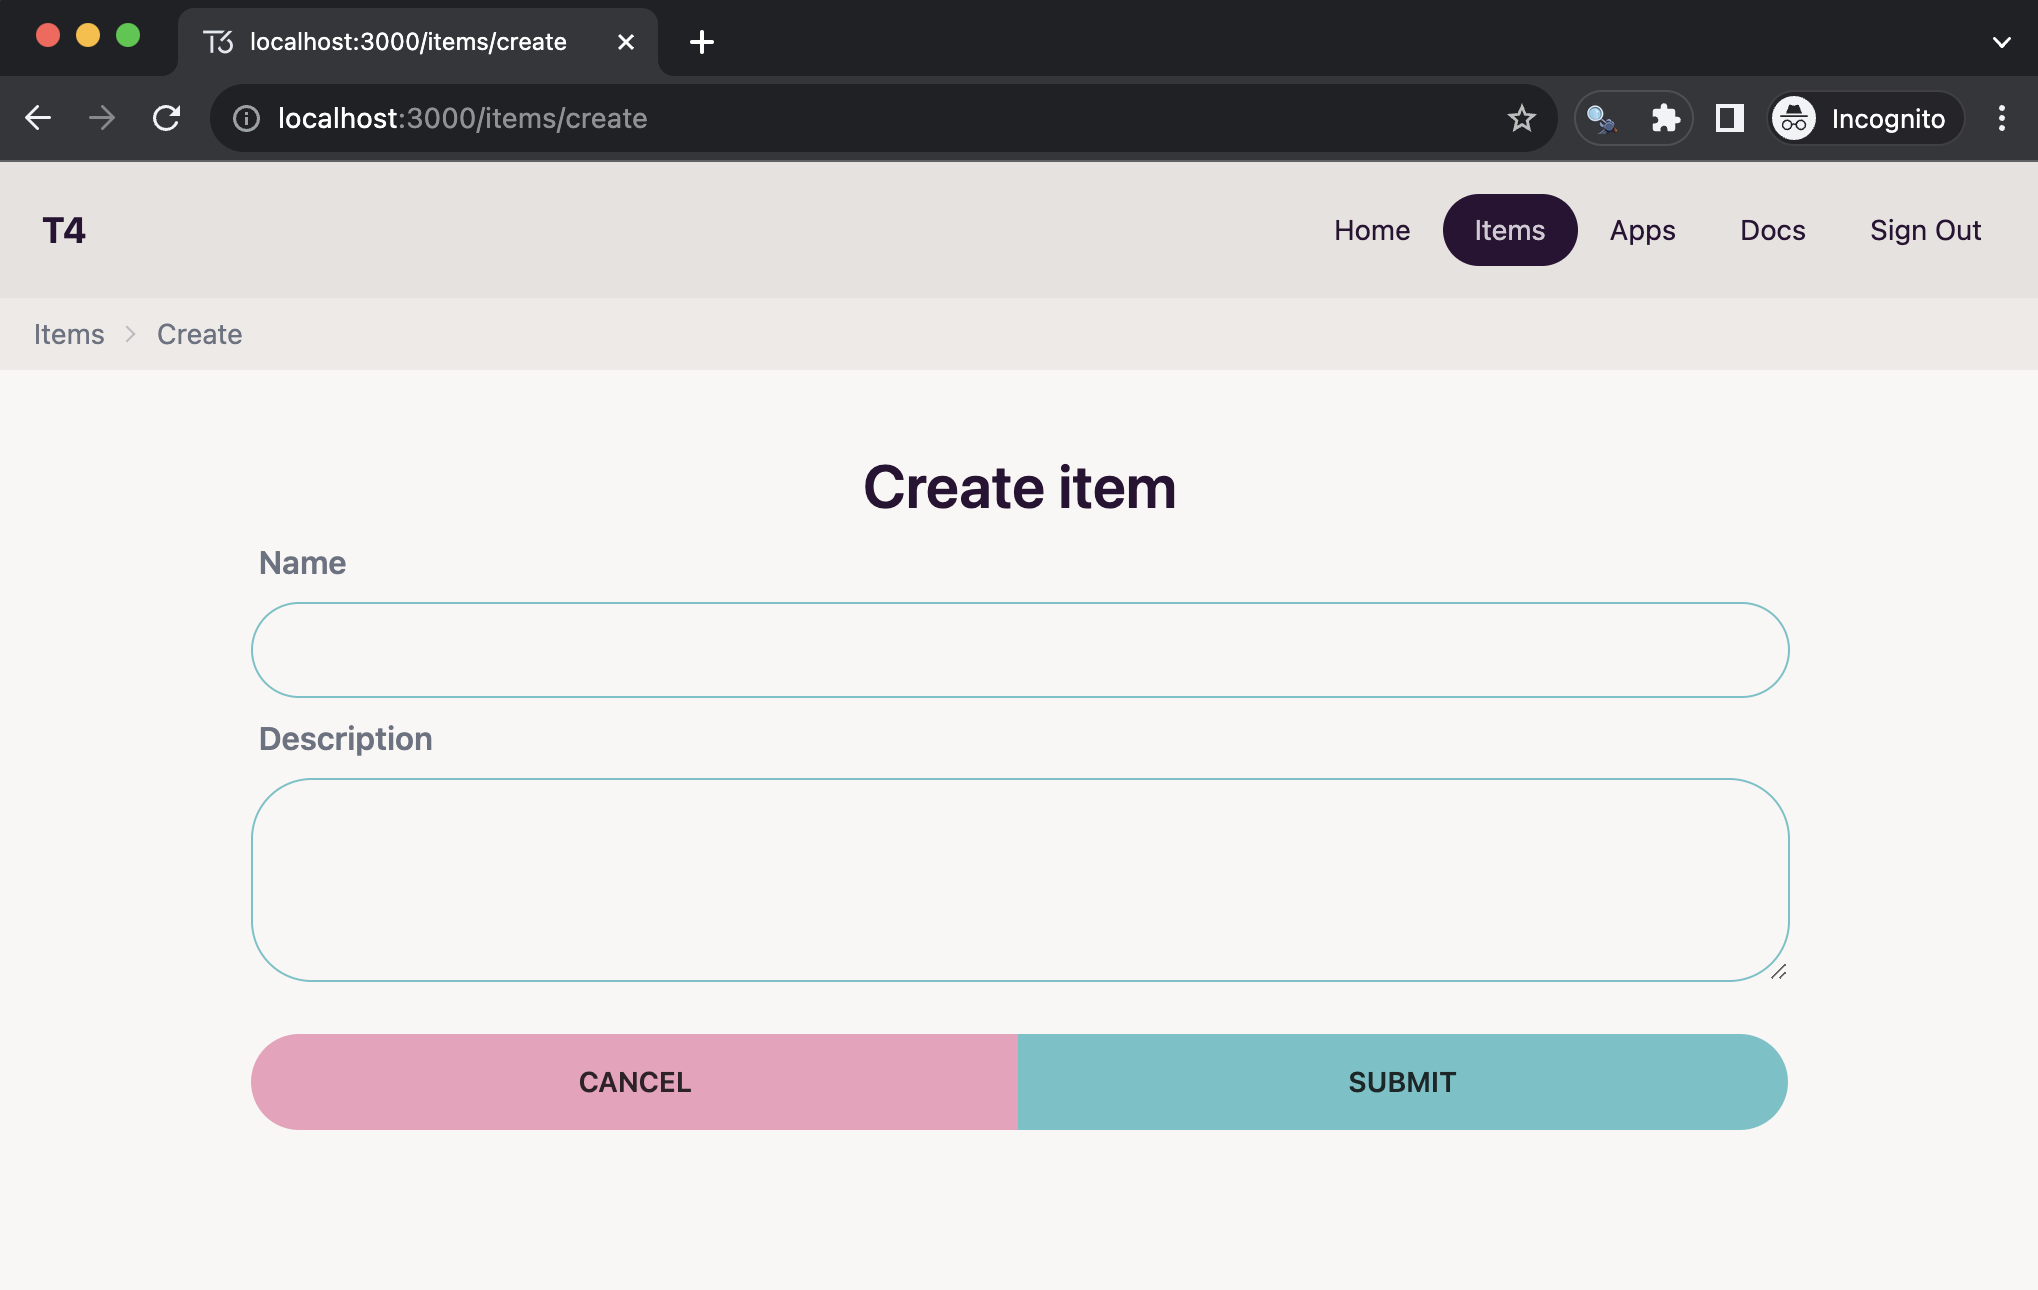 T3 localhost:3000/items/create
localhost:3000/items/create
Incognito
T4
Home
Items
Apps
Docs
Sign Out
Items > Create
Create item
Name
Description
CANCEL
SUBMIT